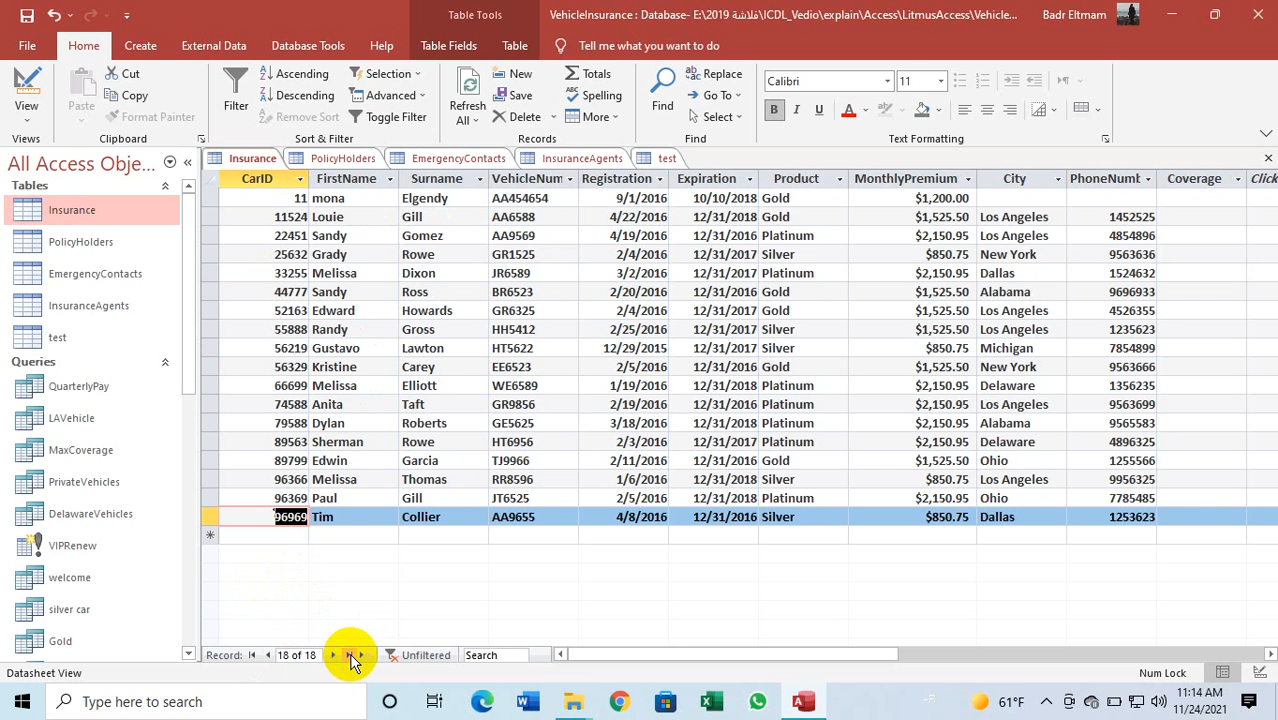 Table Tools
VehicleInsurance : Database- E:\2019 فلاشة\ICDL_Vedio\explain\Access\LitmusAccess\Vehicle...
Badr Eltmam
File
Home
Create
External Data
Database Tools
Help
Table Fields
Table
Tell me what you want to do
View
Views
Paste
Cut
Copy
Format Painter
Clipboard
Filter
Ascending
Descending
Remove Sort
Selection
Advanced
Toggle Filter
Sort & Filter
Refresh All
New
Save
Delete
Totals
Spelling
More
Records
Find
Replace
Go To
Select
Find
Calibri
11
B I U A
Text Formatting
All Access Obje...
Tables
Insurance
PolicyHolders
EmergencyContacts
InsuranceAgents
test
Queries
QuarterlyPay
LAVehicle
MaxCoverage
PrivateVehicles
DelawareVehicles
VIPRenew
welcome
silver car
Gold
Insurance PolicyHolders EmergencyContacts InsuranceAgents test
CarID FirstName Surname VehicleNum Registration Expiration Product MonthlyPremium City PhoneNumb Coverage Click
11 mona Elgendy AA454654 9/1/2016 10/10/2018 Gold $1,200.00
11524 Louie Gill AA6588 4/22/2016 12/31/2018 Gold $1,525.50 Los Angeles 1452525
22451 Sandy Gomez AA9569 4/19/2016 12/31/2016 Platinum $2,150.95 Los Angeles 4854896
25632 Grady Rowe GR1525 2/4/2016 12/31/2017 Silver $850.75 New York 9563636
33255 Melissa Dixon JR6589 3/2/2016 12/31/2017 Platinum $2,150.95 Dallas 1524632
44777 Sandy Ross BR6523 2/20/2016 12/31/2016 Gold $1,525.50 Alabama 9696933
52163 Edward Howards GR6325 2/4/2016 12/31/2017 Gold $1,525.50 Los Angeles 4526355
55888 Randy Gross HH5412 2/25/2016 12/31/2017 Silver $1,525.50 Los Angeles 1235623
56219 Gustavo Lawton HT5622 12/29/2015 12/31/2016 Silver $850.75 Michigan 7854899
56329 Kristine Carey EE6523 2/5/2016 12/31/2016 Gold $1,525.50 New York 9563666
66699 Melissa Elliott WE6589 1/19/2016 12/31/2018 Platinum $2,150.95 Delaware 1356235
74588 Anita Taft GR9856 2/19/2016 12/31/2016 Platinum $2,150.95 Los Angeles 9563699
79588 Dylan Roberts GE5625 3/18/2016 12/31/2016 Platinum $2,150.95 Alabama 9565583
89563 Sherman Rowe HT6956 2/3/2016 12/31/2017 Platinum $2,150.95 Delaware 4896325
89799 Edwin Garcia TJ9966 2/11/2016 12/31/2016 Gold $1,525.50 Ohio 1255566
96366 Melissa Thomas RR8596 1/6/2016 12/31/2018 Silver $850.75 Los Angeles 9956325
96369 Paul Gill JT6525 2/5/2016 12/31/2016 Platinum $2,150.95 Ohio 7785485
96969 Tim Collier AA9655 4/8/2016 12/31/2016 Silver $850.75 Dallas 1253623
Record: 18 of 18 Unfiltered Search
Datasheet View
Num Lock
Type here to search
61°F
11:14 AM
11/24/2021